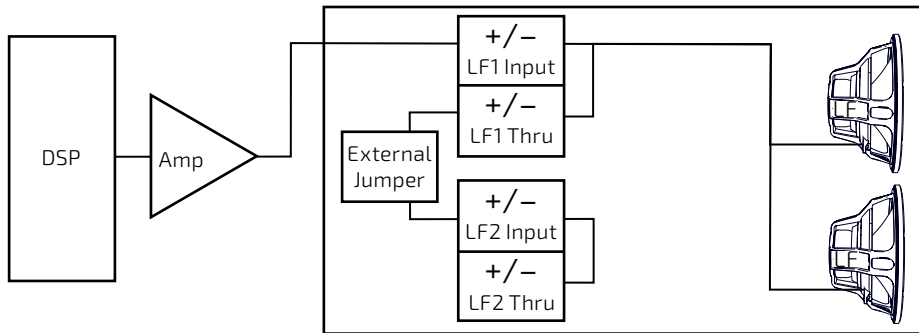 DSP
Amp
+/−
LF1 Input
+/−
LF1 Thru
External
Jumper
+/−
LF2 Input
+/−
LF2 Thru
LF
LF